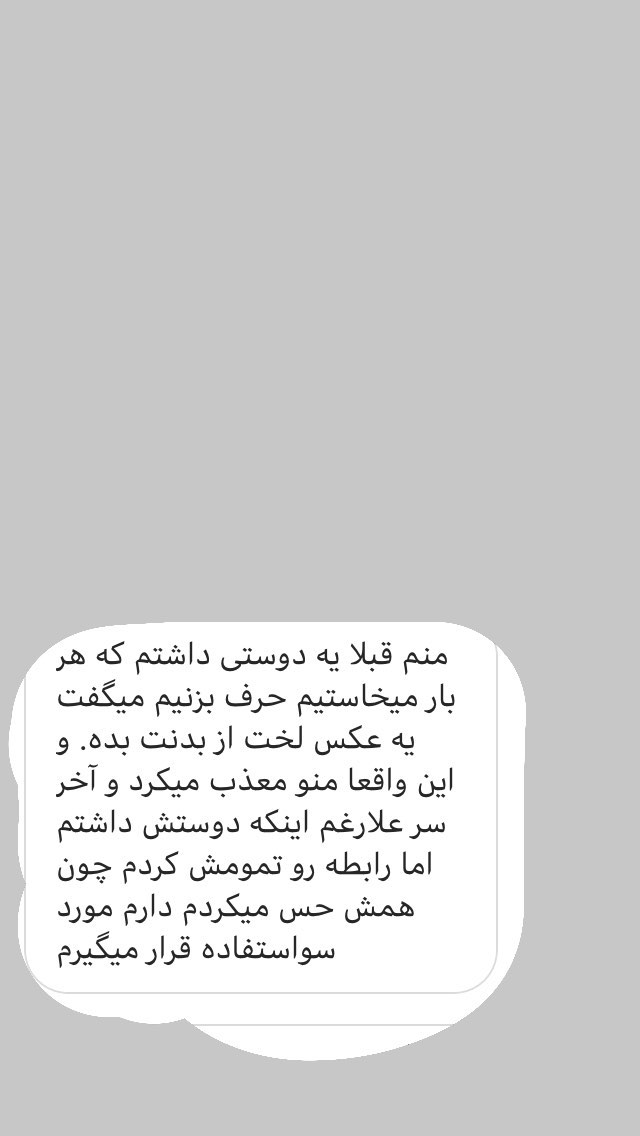 منم قبلا یه دوستی داشتم که هر
بار میخاستیم حرف بزنیم میگفت
یه عکس لخت از بدنت بده. و
این واقعا منو معذب میکرد و آخر
سر علارغم اینکه دوستش داشتم
اما رابطه رو تمومش کردم چون
همش حس میکردم دارم مورد
سواستفاده قرار میگیرم